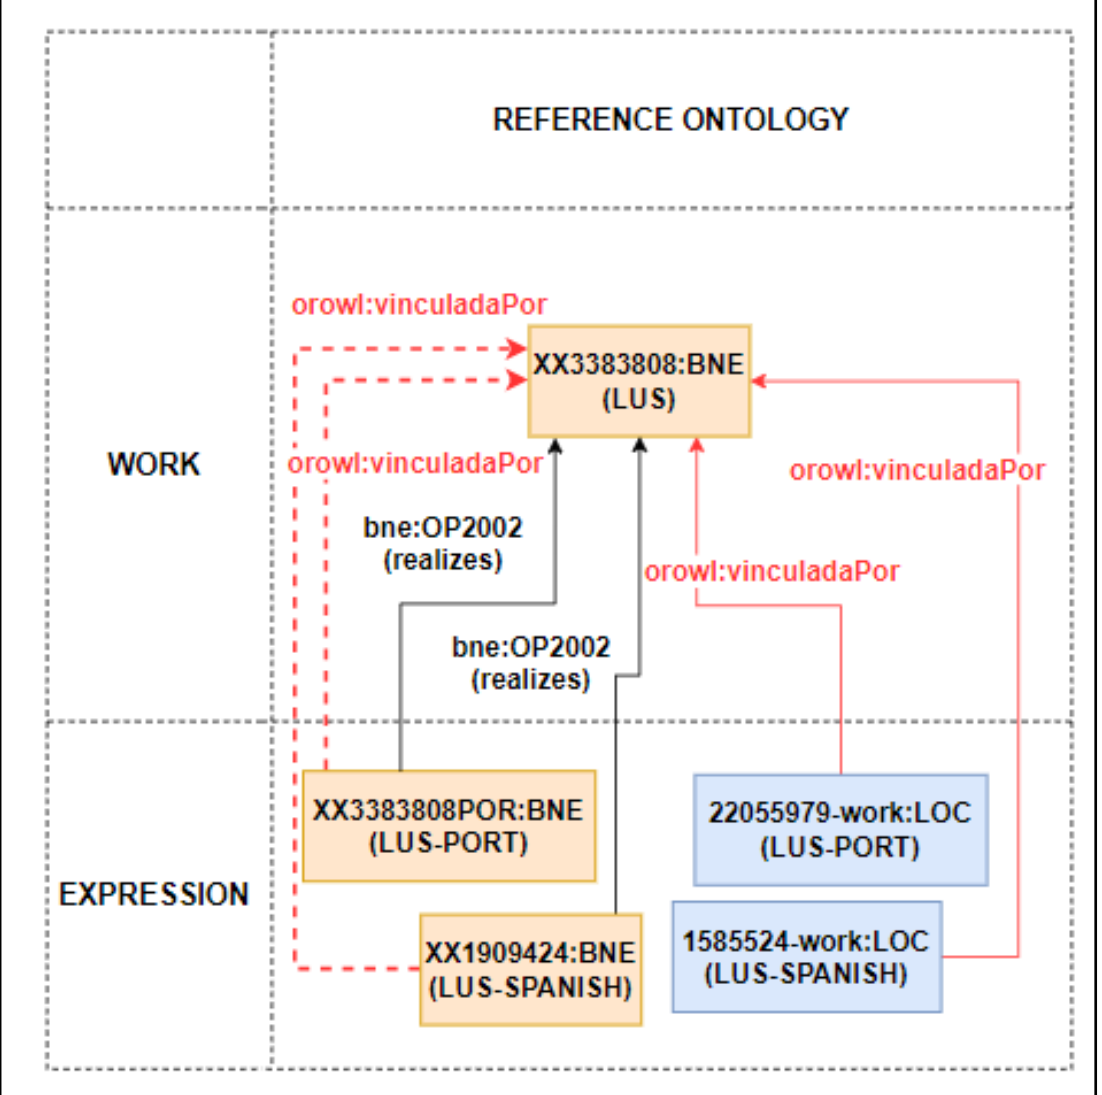 REFERENCE ONTOLOGY
orowl:vinculadaPor
XX3383808:BNE
(LUS)
WORK
orowl:vinculadaPor
orowl:vinculadaPor
bne:OP2002
(realizes)
orowl:vinculadaPor
bne:OP2002
(realizes)
XX3383808POR:BNE
(LUS-PORT)
22055979-work:LOC
(LUS-PORT)
EXPRESSION
XX1909424:BNE
(LUS-SPANISH)
1585524-work:LOC
(LUS-SPANISH)